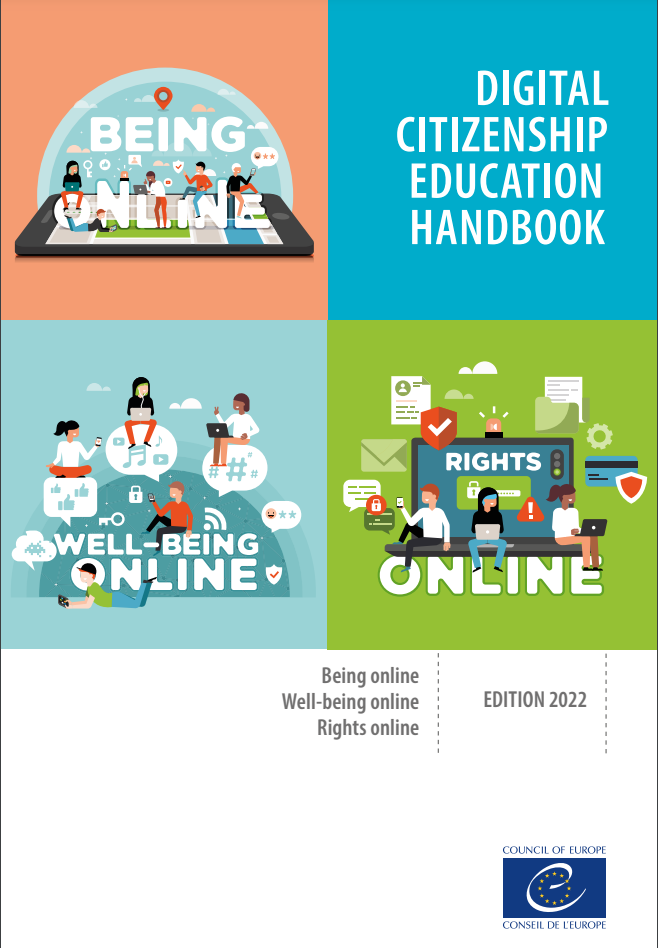 BEING
ONLINE
DIGITAL
CITIZENSHIP
EDUCATION
HANDBOOK
WELL-BEING
ONLINE
RIGHTS
ONLINE
Being online
Well-being online
Rights online
EDITION 2022
COUNCIL OF EUROPE
CONSEIL DE L'EUROPE